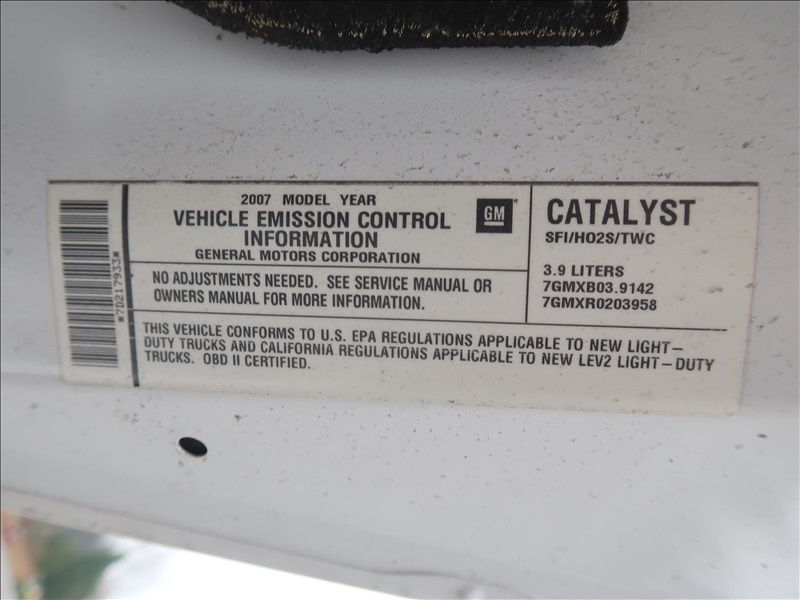 *7D217933*
2007 MODEL YEAR
VEHICLE EMISSION CONTROL
INFORMATION
GENERAL MOTORS CORPORATION
GM
CATALYST
SFI/HO2S/TWC
NO ADJUSTMENTS NEEDED. SEE SERVICE MANUAL OR
OWNERS MANUAL FOR MORE INFORMATION.
3.9 LITERS
7GMXB03.9142
7GMXR0203958
THIS VEHICLE CONFORMS TO U.S. EPA REGULATIONS APPLICABLE TO NEW LIGHT-
DUTY TRUCKS AND CALIFORNIA REGULATIONS APPLICABLE TO NEW LEV2 LIGHT-DUTY
TRUCKS. OBD II CERTIFIED.